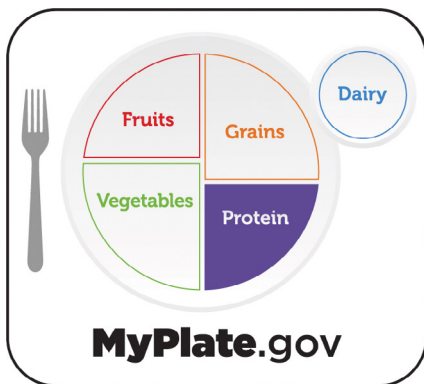 Dairy
Fruits
Grains
Vegetables
Protein
MyPlate.gov